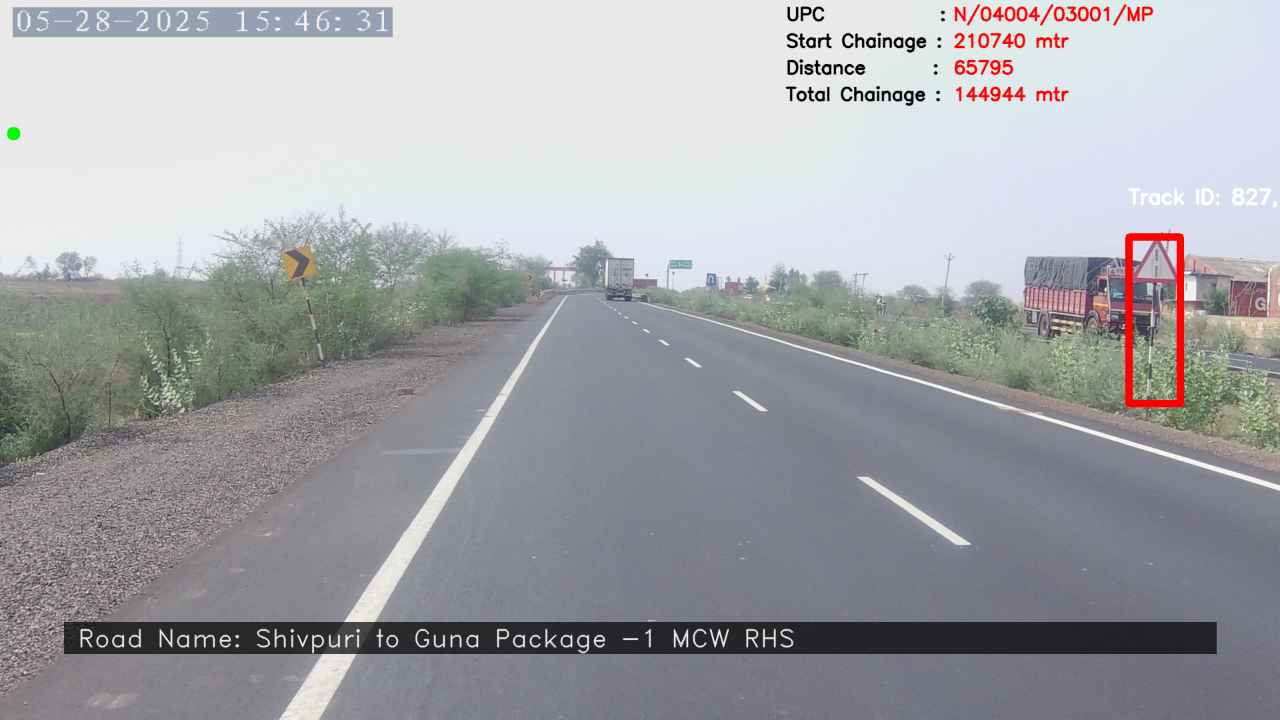 05-28-2025 15:46:31
UPC : N/04004/03001/MP
Start Chainage : 210740 mtr
Distance : 65795
Total Chainage : 144944 mtr
Track ID: 827,
Road Name: Shivpuri to Guna Package -1 MCW RHS